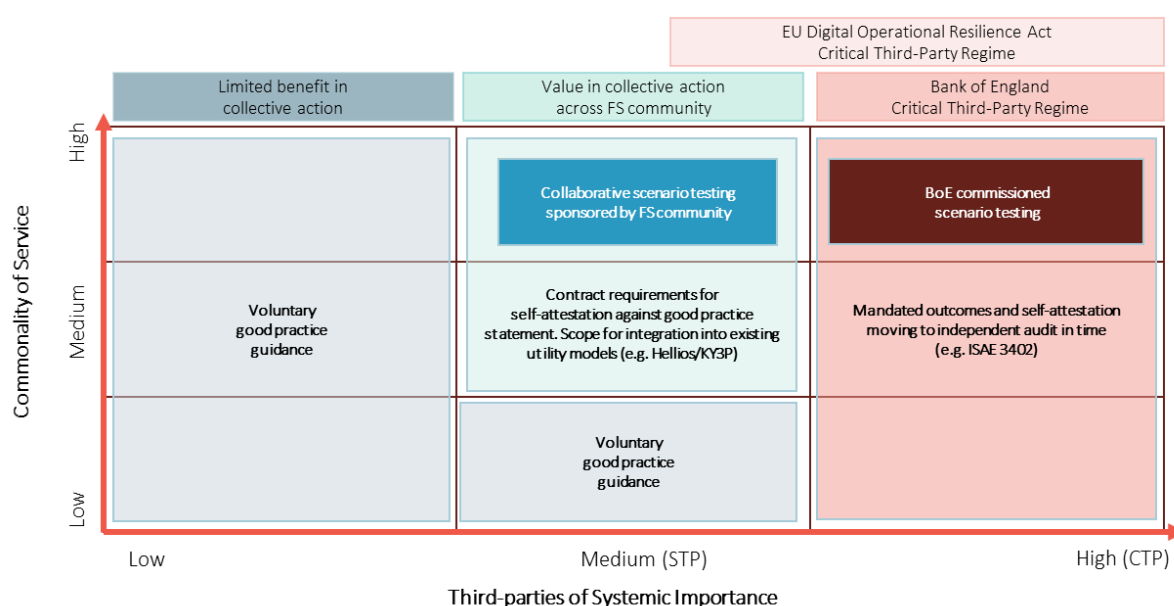 EU Digital Operational Resilience Act
Critical Third-Party Regime
Limited benefit in
collective action
Value in collective action
across FS community
Bank of England
Critical Third-Party Regime
Commonality of Service
High
Medium
Low
Collaborative scenario testing
sponsored by FS community
BoE commissioned
scenario testing
Voluntary
good practice
guidance
Contract requirements for
self-attestation against good practice
statement. Scope for integration into existing
utility models (e.g. Hellios/KY3P)
Mandated outcomes and self-attestation
moving to independent audit in time
(e.g. ISAE 3402)
Voluntary
good practice
guidance
Low
Medium (STP)
High (CTP)
Third-parties of Systemic Importance